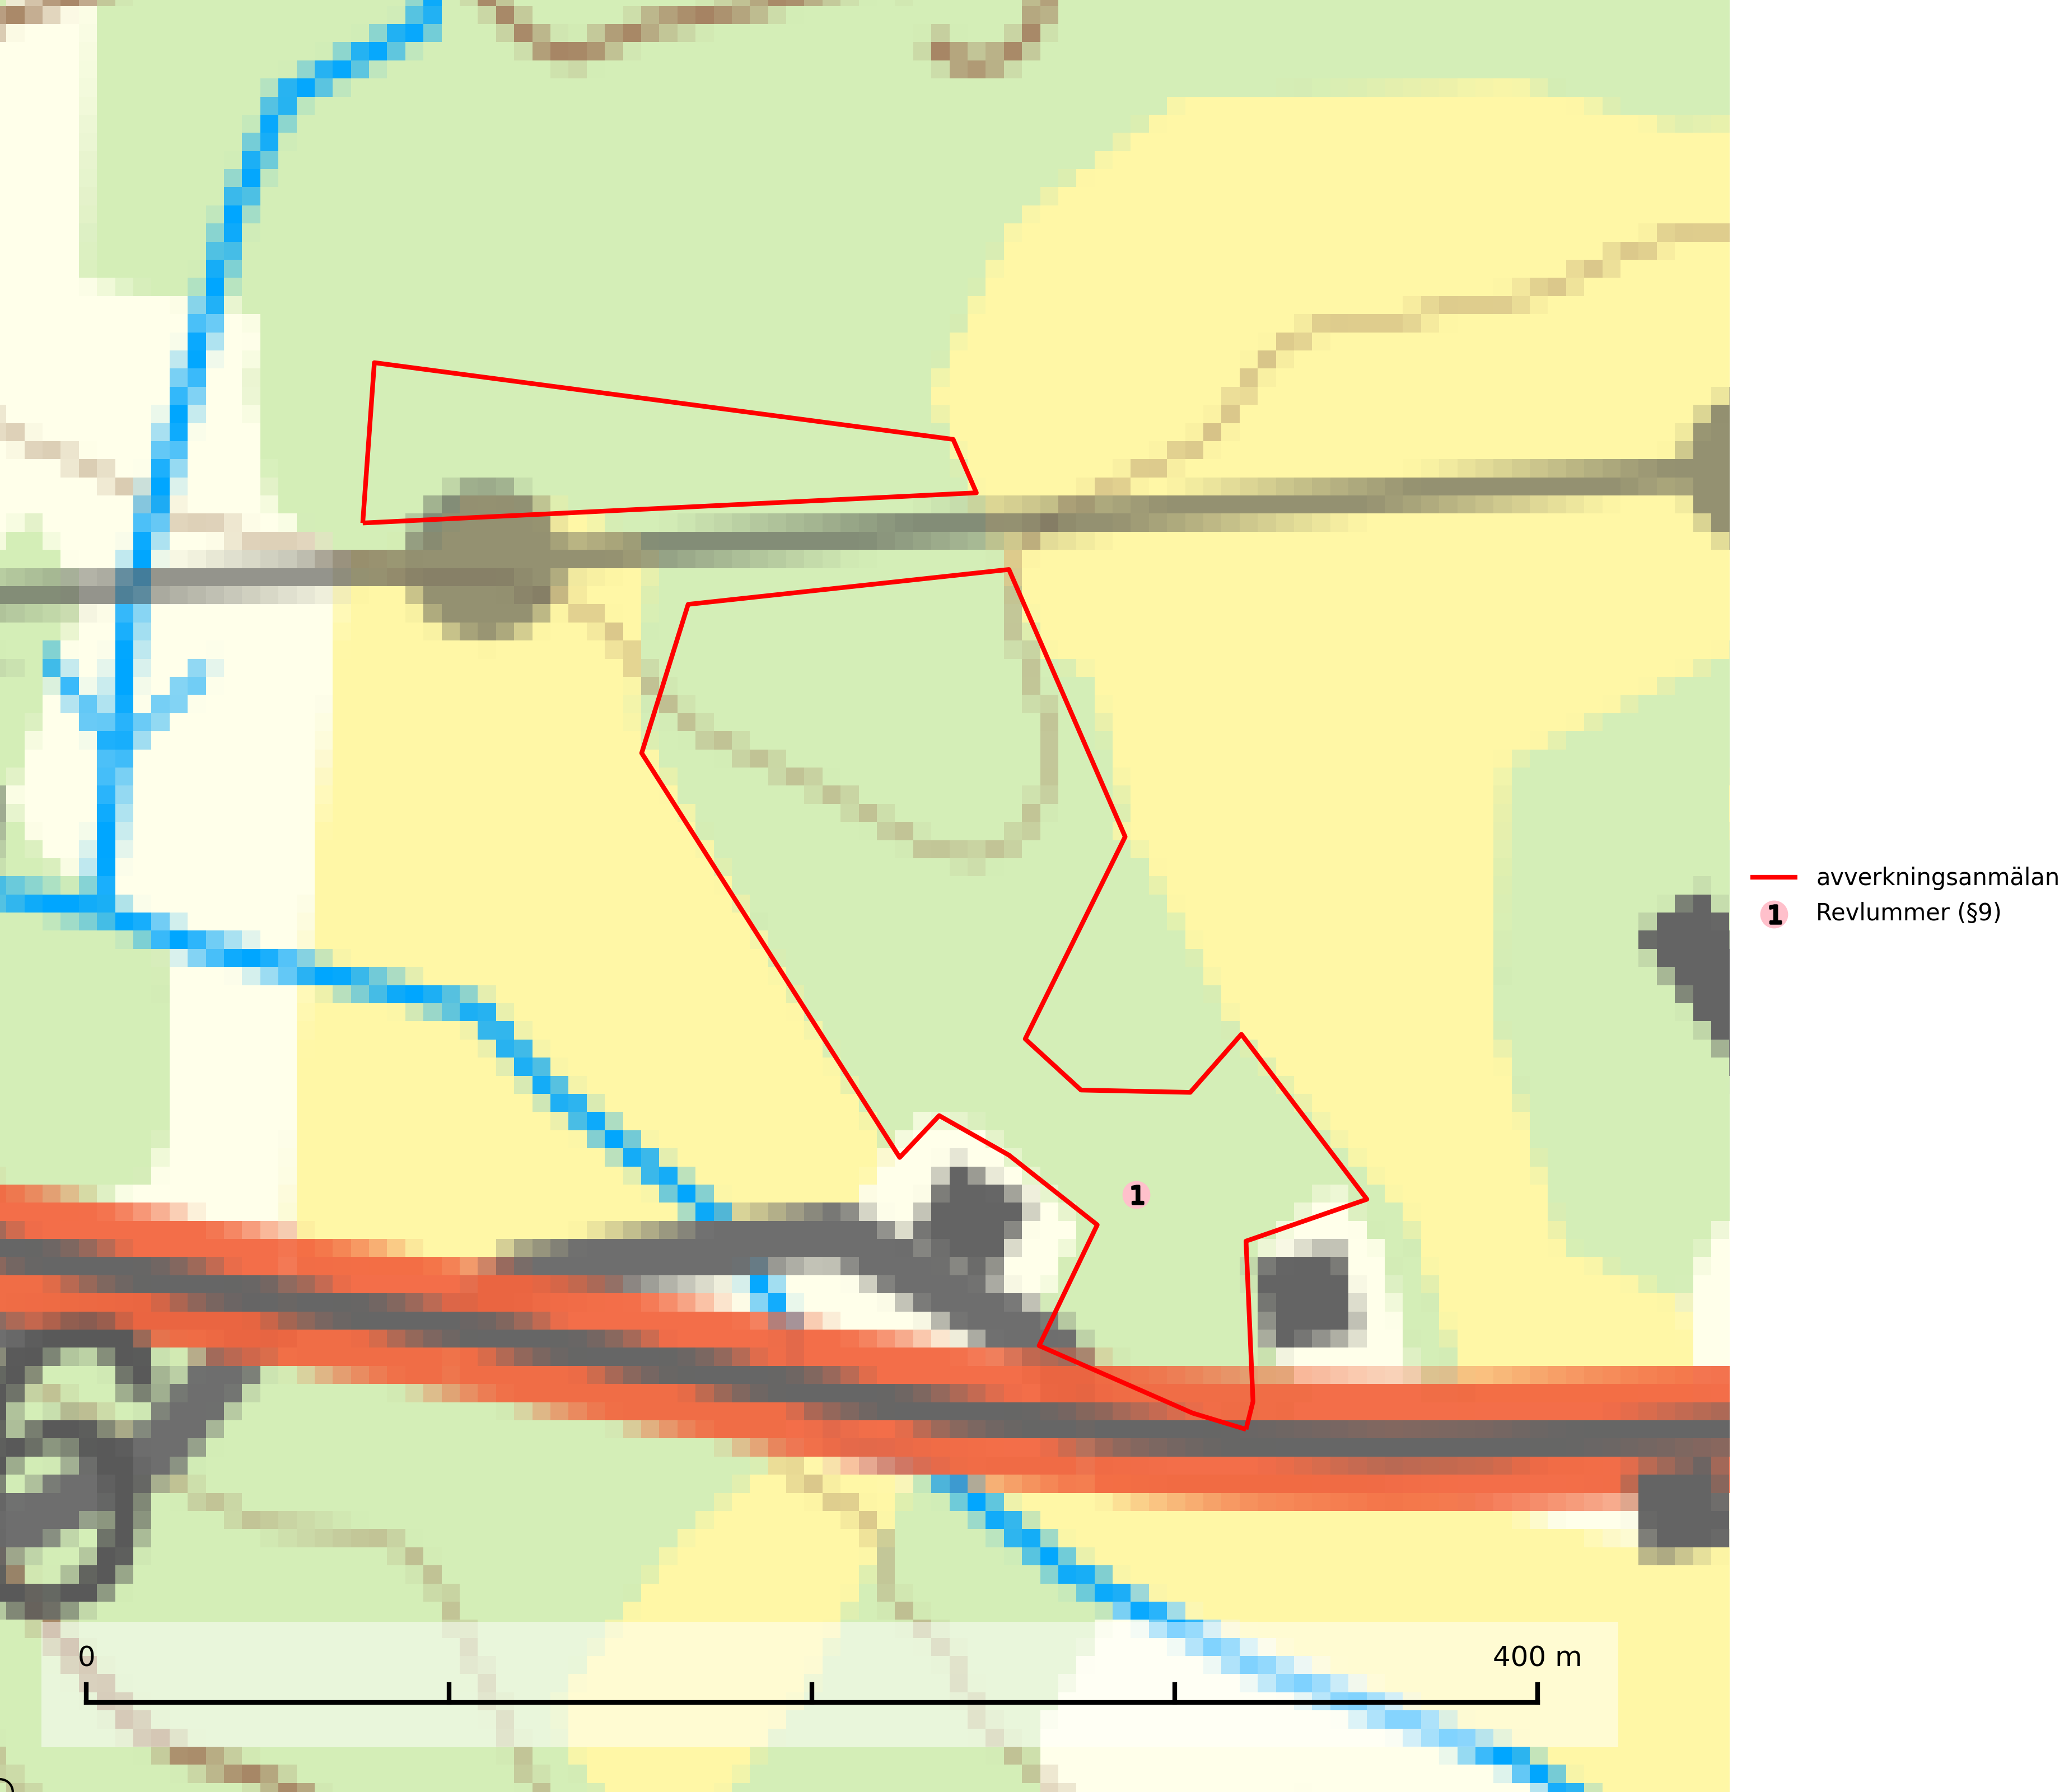 1
avverkningsanmälan
1 Revlummer (§9)
0 400 m